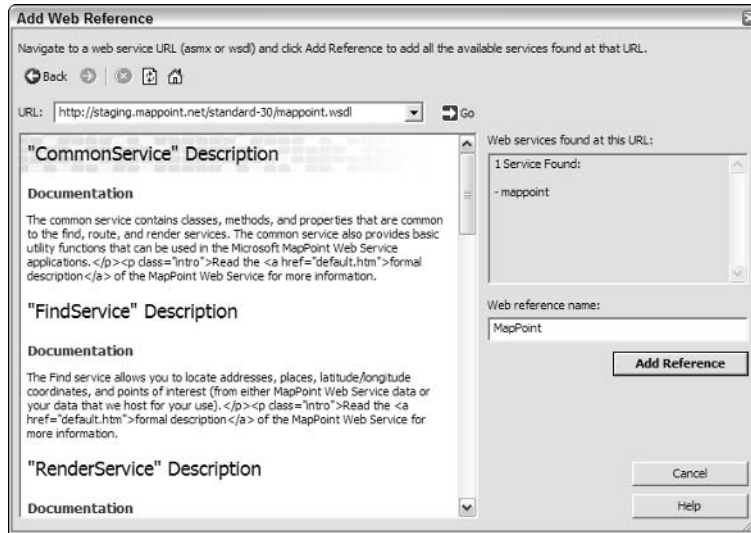 Add Web Reference
Navigate to a web service URL (asmx or wsdl) and click Add Reference to add all the available services found at that URL.
Back
URL: http://staging.mappoint.net/standard-30/mappoint.wsdl Go
"CommonService" Description
Documentation
The common service contains classes, methods, and properties that are common
to the find, route, and render services. The common service also provides basic
utility functions that can be used in the Microsoft MapPoint Web Service
applications.</p><p class="intro">Read the <a href="default.htm">formal
description</a> of the MapPoint Web Service for more information.
"FindService" Description
Documentation
The Find service allows you to locate addresses, places, latitude/longitude
coordinates, and points of interest (from either MapPoint Web Service data or
your data that we host for your use).</p><p class="intro">Read the <a
href="default.htm">formal description</a> of the MapPoint Web Service for
more information.
"RenderService" Description
Documentation
Web services found at this URL:
1 Service Found:
- mappoint
Web reference name:
MapPoint
Add Reference
Cancel
Help